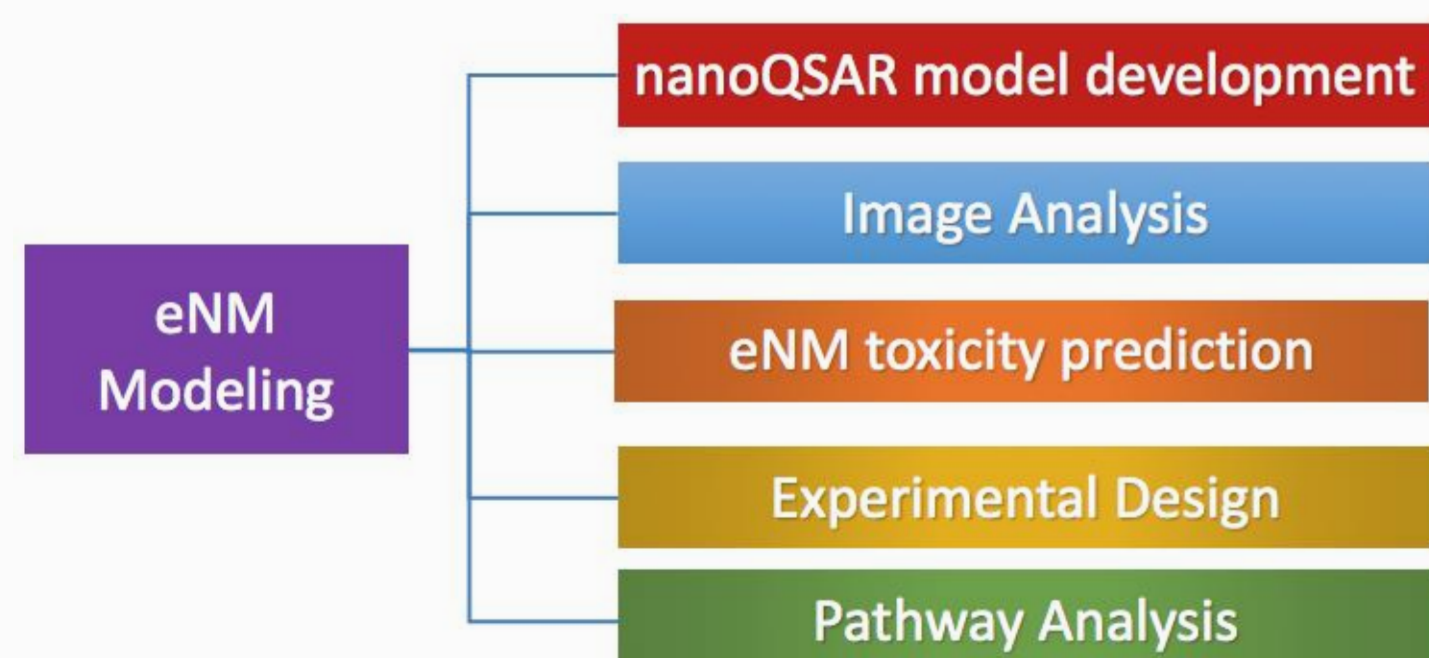 nanoQSAR model development
Image Analysis
eNM
Modeling
eNM toxicity prediction
Experimental Design
Pathway Analysis